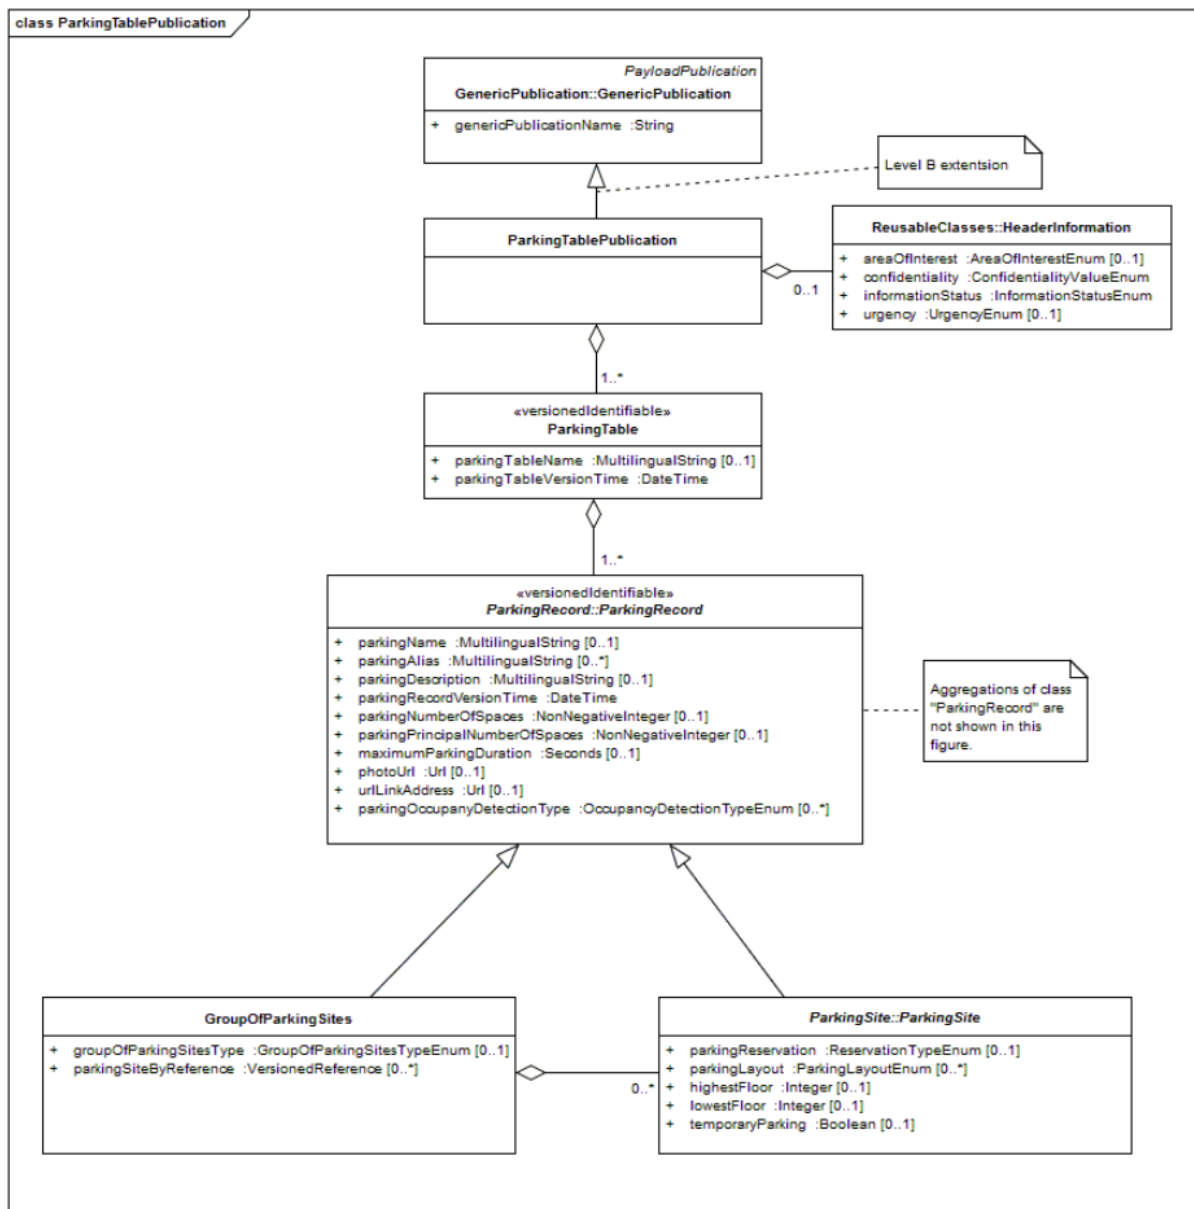 class ParkingTablePublication
PayloadPublication
GenericPublication::GenericPublication
+ genericPublicationName :String
Level B extentsion
ParkingTablePublication
ReusableClasses::HeaderInformation
+ areaOfInterest :AreaOfInterestEnum [0..1]
+ confidentiality :ConfidentialityValueEnum
+ informationStatus :InformationStatusEnum
+ urgency :UrgencyEnum [0..1]
0..1
1..*
«versionedIdentifiable»
ParkingTable
+ parkingTableName :MultilingualString [0..1]
+ parkingTableVersionTime :DateTime
1..*
«versionedIdentifiable»
ParkingRecord::ParkingRecord
+ parkingName :MultilingualString [0..1]
+ parkingAlias :MultilingualString [0..*]
+ parkingDescription :MultilingualString [0..1]
+ parkingRecordVersionTime :DateTime
+ parkingNumberOfSpaces :NonNegativeInteger [0..1]
+ parkingPrincipalNumberOfSpaces :NonNegativeInteger [0..1]
+ maximumParkingDuration :Seconds [0..1]
+ photoUrl :Url [0..1]
+ urlLinkAddress :Url [0..1]
+ parkingOccupanyDetectionType :OccupancyDetectionTypeEnum [0..*]
Aggregations of class
"ParkingRecord" are
not shown in this
figure.
GroupOfParkingSites
+ groupOfParkingSitesType :GroupOfParkingSitesTypeEnum [0..1]
+ parkingSiteByReference :VersionedReference [0..*]
0..*
ParkingSite::ParkingSite
+ parkingReservation :ReservationTypeEnum [0..1]
+ parkingLayout :ParkingLayoutEnum [0..*]
+ highestFloor :Integer [0..1]
+ lowestFloor :Integer [0..1]
+ temporaryParking :Boolean [0..1]